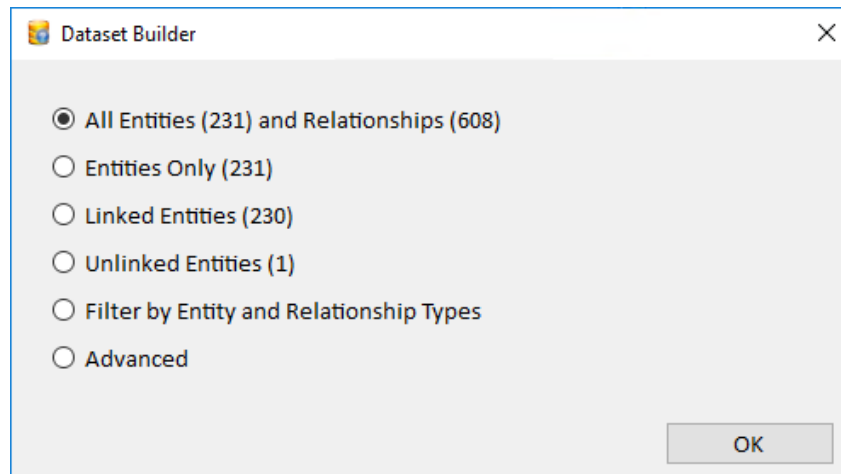 Dataset Builder
All Entities (231) and Relationships (608)
Entities Only (231)
Linked Entities (230)
Unlinked Entities (1)
Filter by Entity and Relationship Types
Advanced
OK